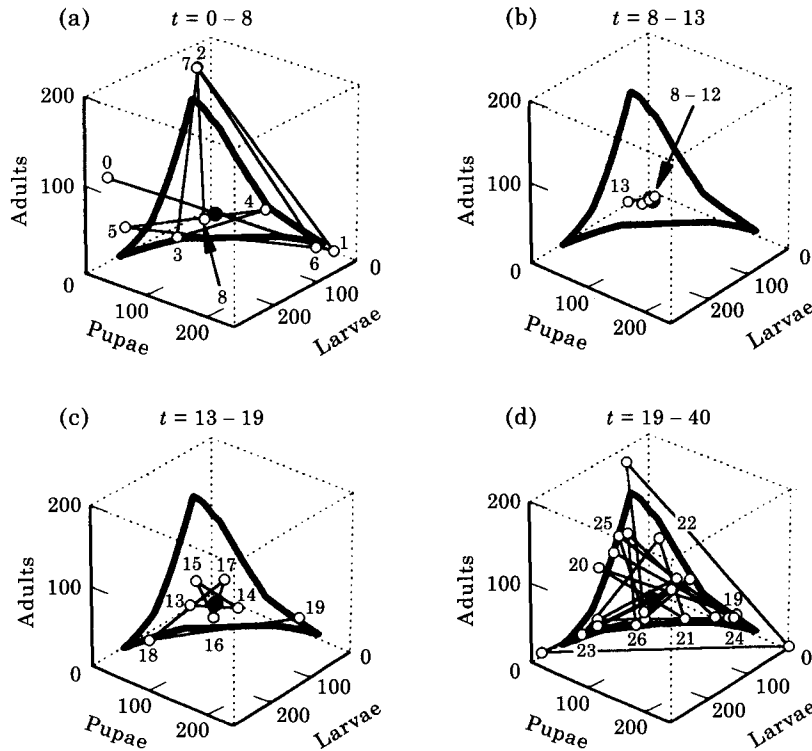 (a) t = 0 – 8
7 2
200
0
100
Adults
4
5
3
6
1
0
8
0
100
100
200
200
Pupae
Larvae
(b) t = 8 – 13
8 – 12
200
100
Adults
13
0
0
100
100
200
200
Pupae
Larvae
(c) t = 13 – 19
200
15 17
100
Adults
13 14
19
18 16
0
0
100
100
200
200
Pupae
Larvae
(d) t = 19 – 40
200
25 22
20
100
Adults
19
23 26 21 24
0
0
100
100
200
200
Pupae
Larvae